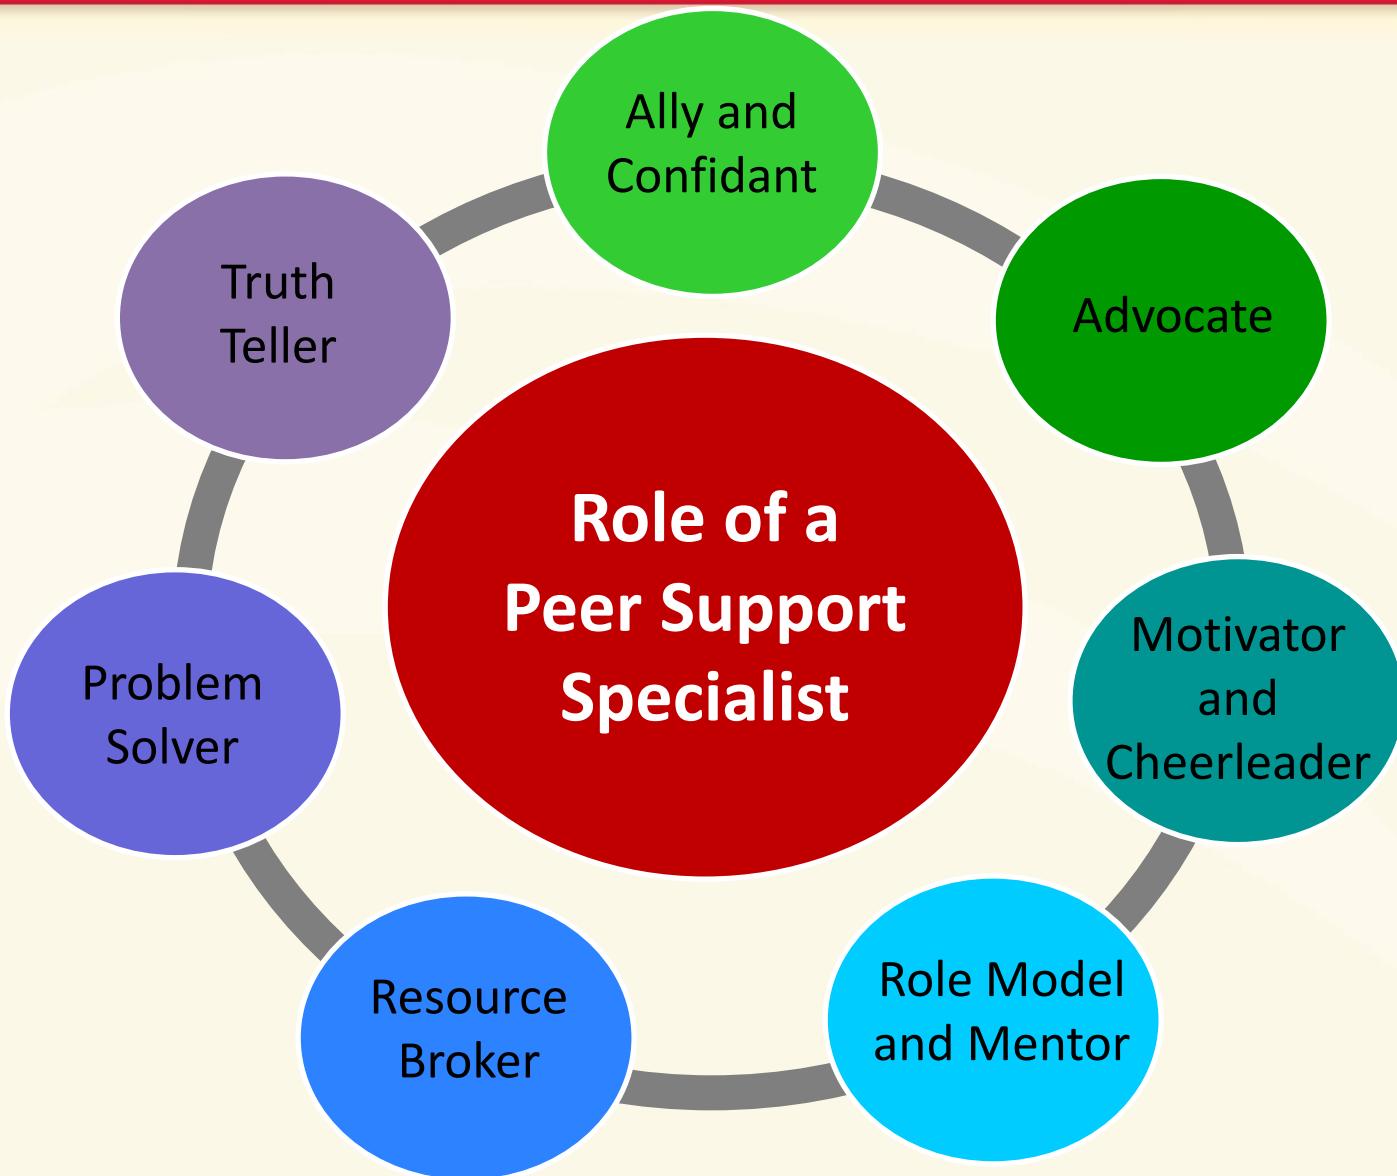 Ally and
Confidant
Advocate
Motivator
and
Cheerleader
Role Model
and Mentor
Resource
Broker
Problem
Solver
Truth
Teller
Role of a
Peer Support
Specialist